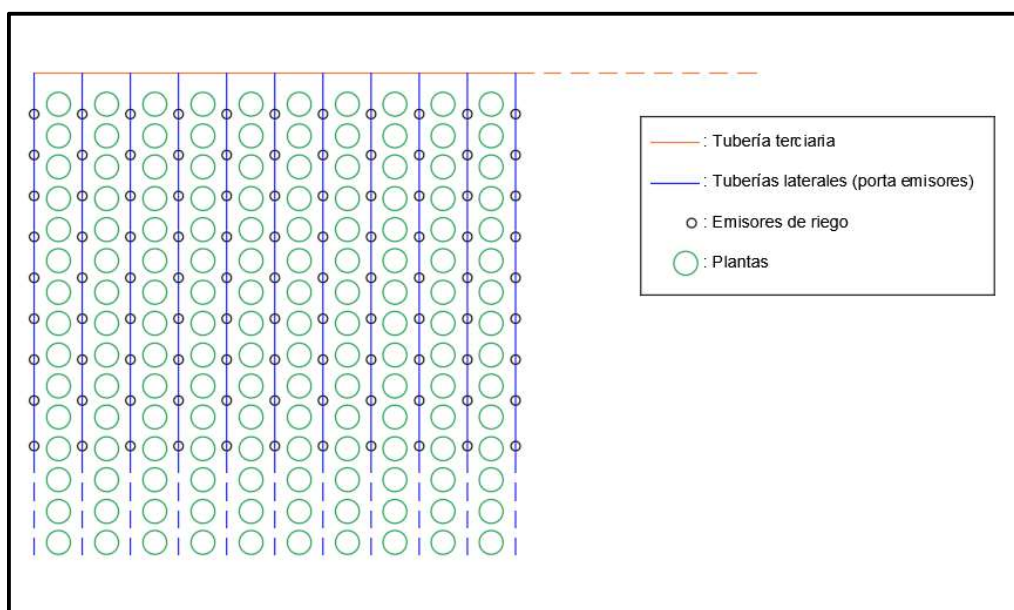 : Tubería terciaria
: Tuberías laterales (porta emisores)
: Emisores de riego
: Plantas